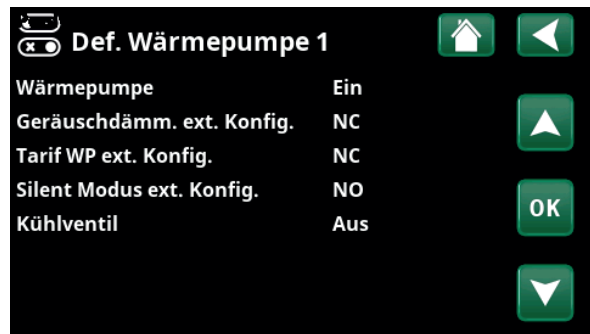 Def. Wärmepumpe 1
Wärmepumpe Ein
Geräuschdämm. ext. Konfig. NC
Tarif WP ext. Konfig. NC
Silent Modus ext. Konfig. NO
Kühlventil Aus
OK